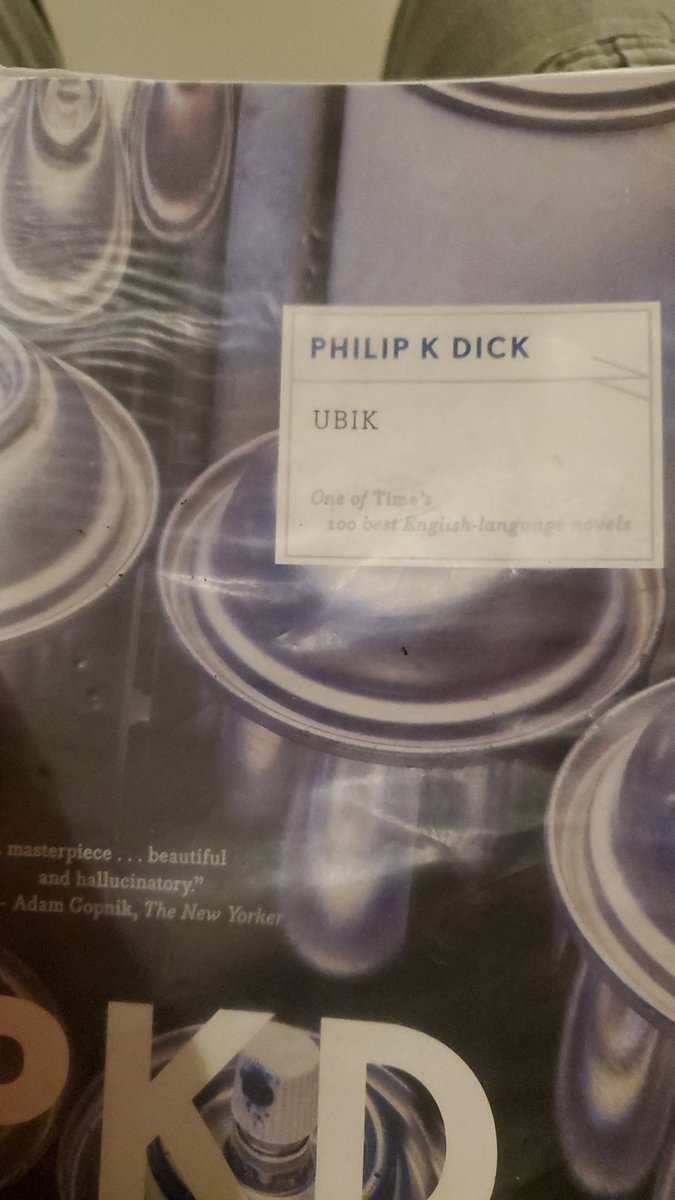 PHILIP K DICK
UBIK
One of Time's
100 best English-language novels
masterpiece . . . beautiful
and hallucinatory."
– Adam Gopnik, The New Yorker
PKD